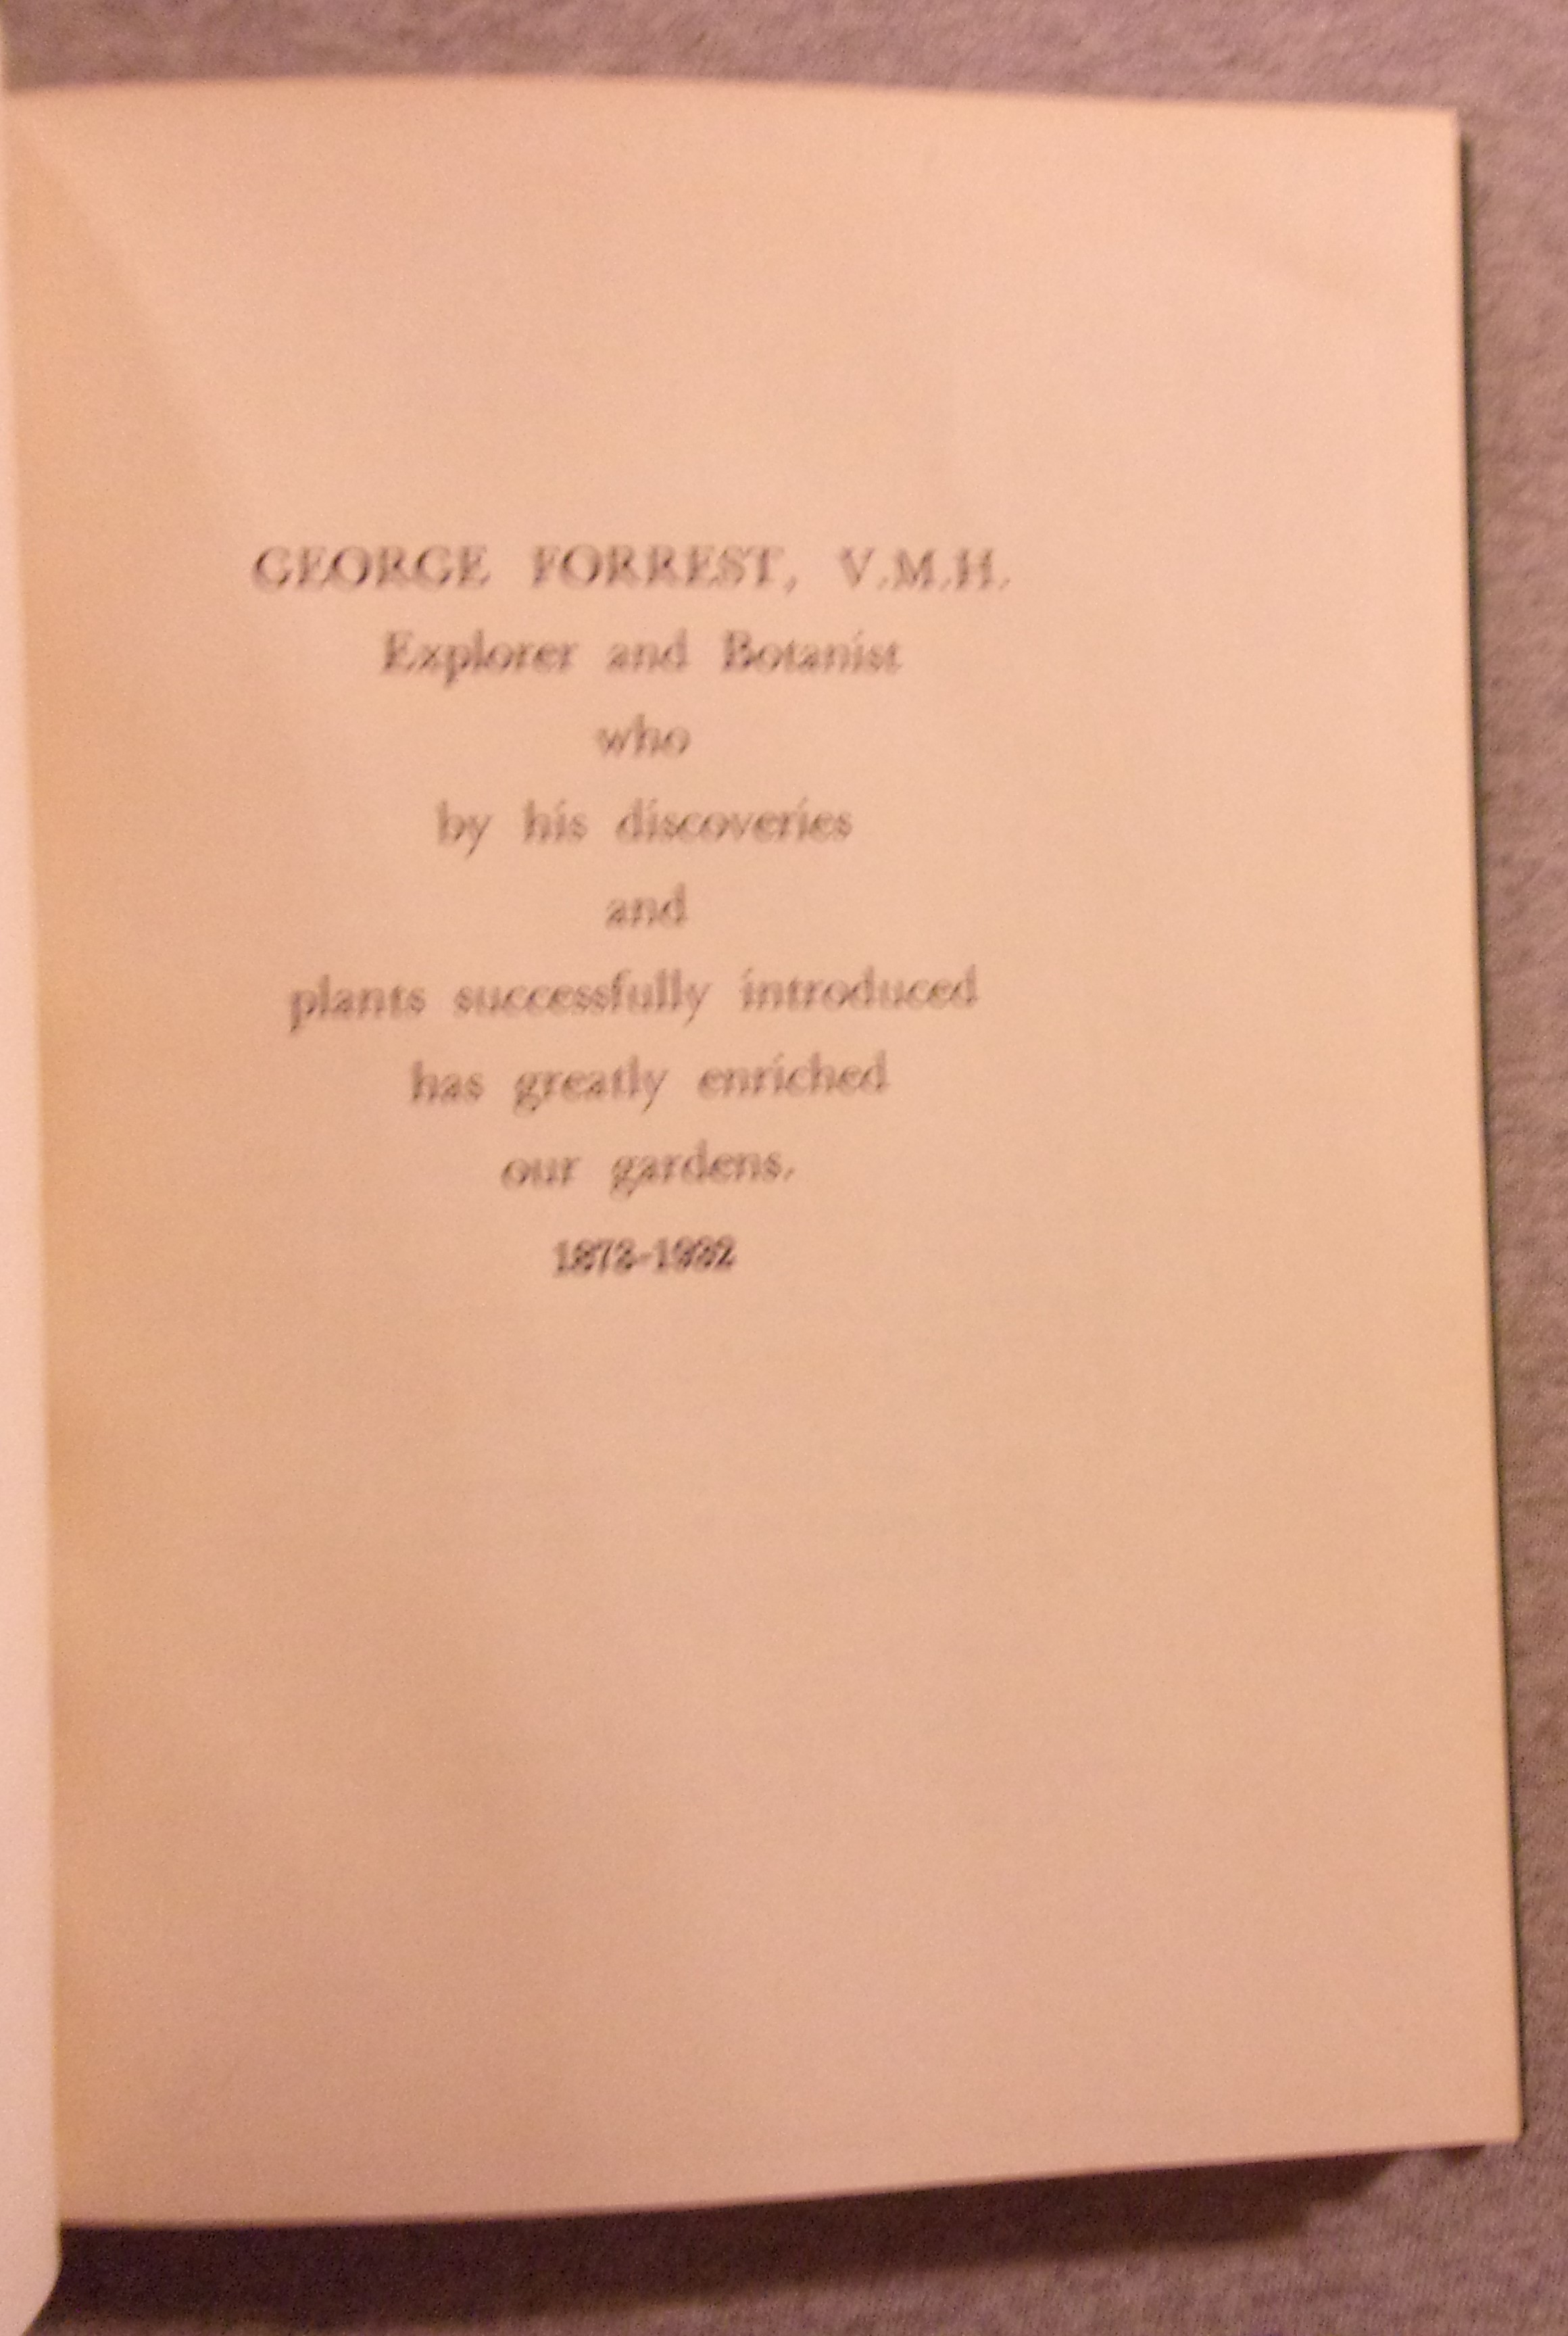 GEORGE FORREST, V.M.H.
Explorer and Botanist
who
by his discoveries
and
plants successfully introduced
has greatly enriched
our gardens.
1873-1932